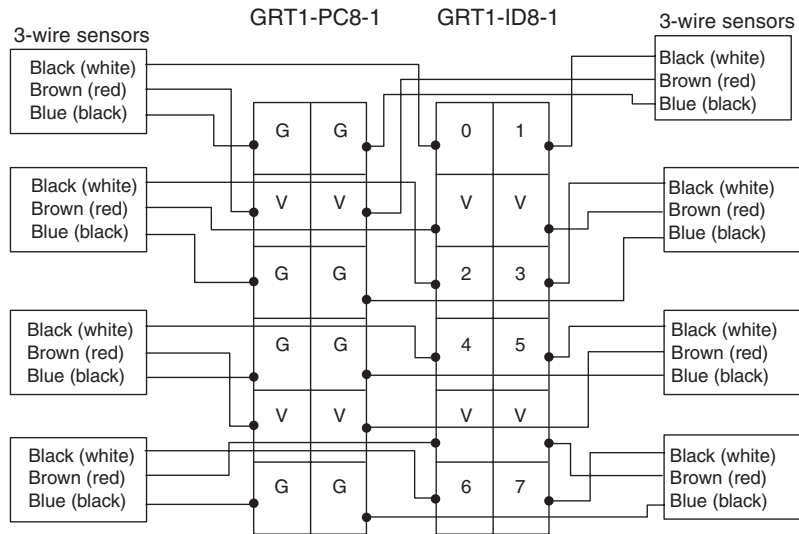 GRT1-PC8-1 GRT1-ID8-1
3-wire sensors
Black (white)
Brown (red)
Blue (black)
3-wire sensors
Black (white)
Brown (red)
Blue (black)
G G 0 1
Black (white)
Brown (red)
Blue (black)
V V V V
Black (white)
Brown (red)
Blue (black)
G G 2 3
Black (white)
Brown (red)
Blue (black)
G G 4 5
Black (white)
Brown (red)
Blue (black)
V V V V
Black (white)
Brown (red)
Blue (black)
G G 6 7
Black (white)
Brown (red)
Blue (black)